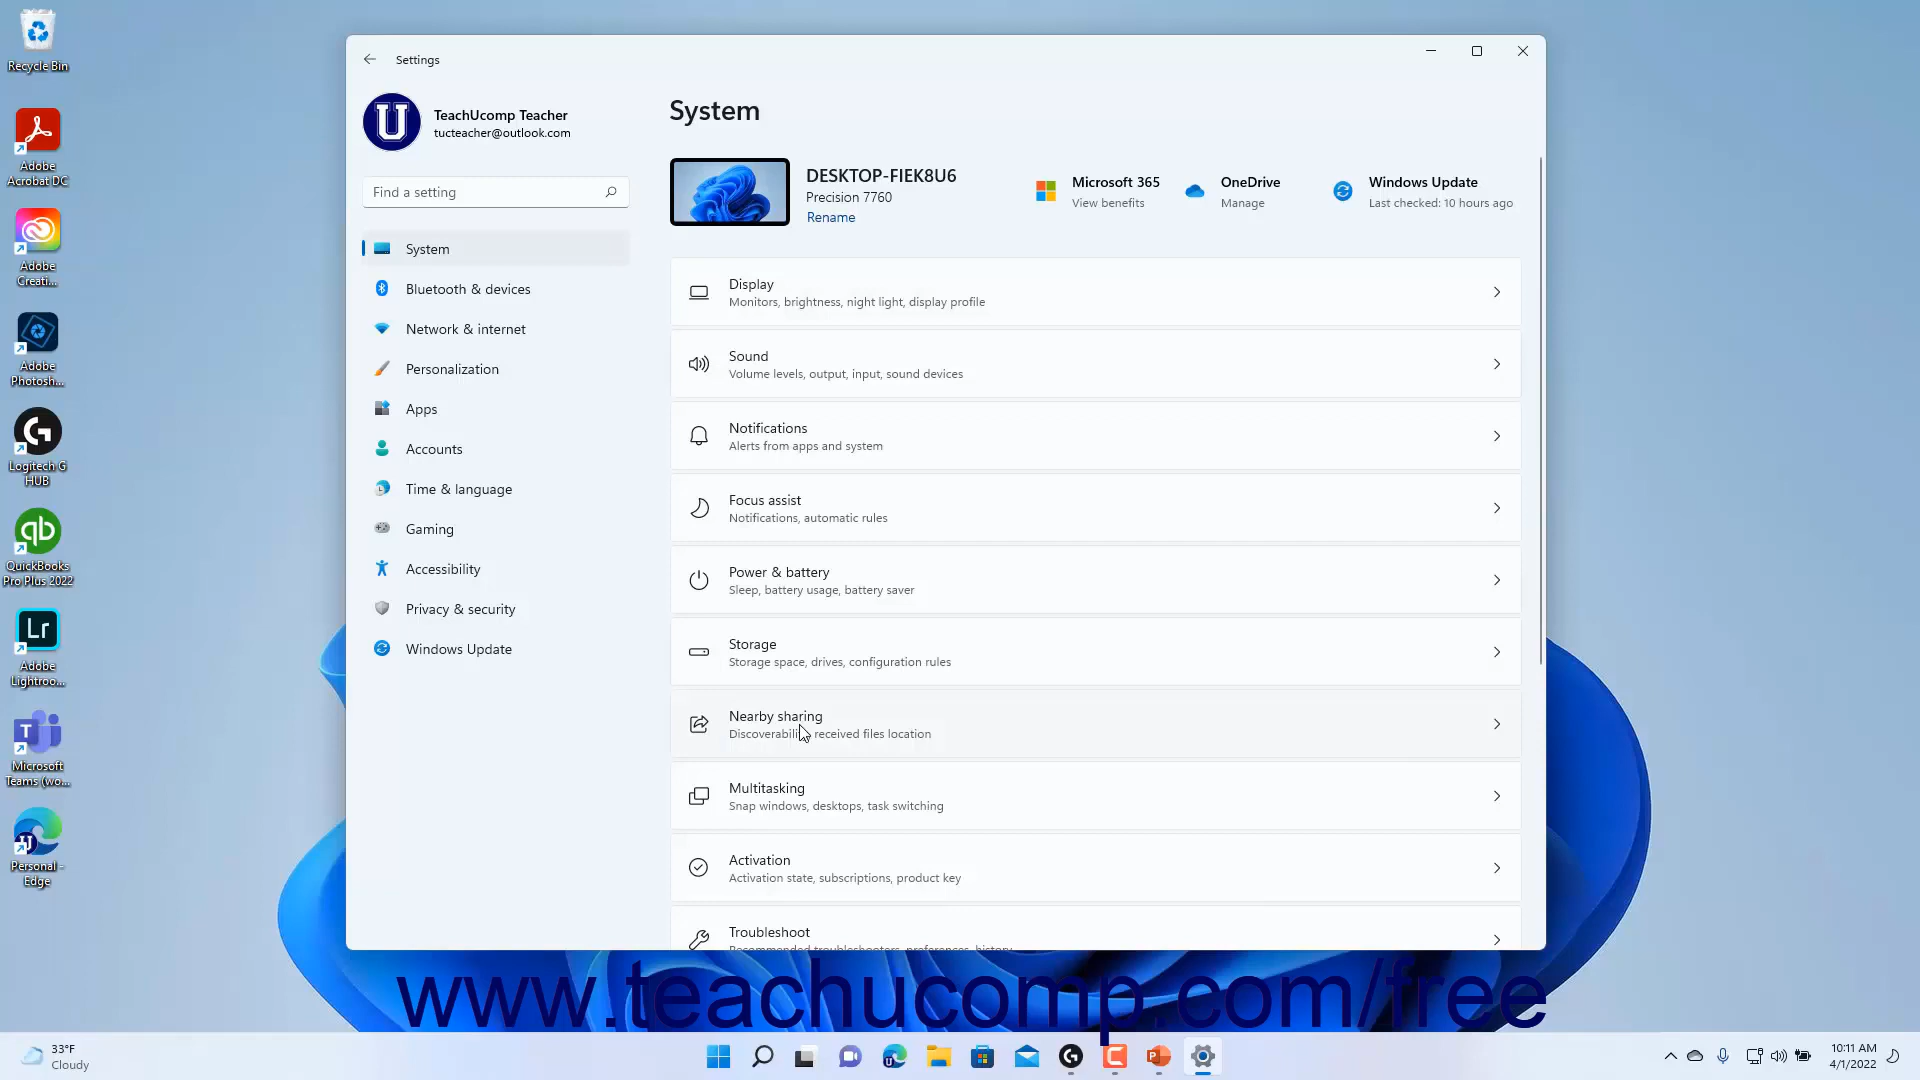 Recycle Bin
Adobe
Acrobat DC
Adobe
Creati...
Adobe
Photosh...
Logitech G
HUB
QuickBooks
Pro Plus 2022
Lr
Adobe
Lightroo...
Microsoft
Teams (wo...
Personal -
Edge
Settings
TeachUcomp Teacher
tucteacher@outlook.com
Find a setting
System
Bluetooth & devices
Network & internet
Personalization
Apps
Accounts
Time & language
Gaming
Accessibility
Privacy & security
Windows Update
System
DESKTOP-FIEK8U6
Precision 7760
Rename
Microsoft 365
View benefits
OneDrive
Manage
Windows Update
Last checked: 10 hours ago
Display
Monitors, brightness, night light, display profile
Sound
Volume levels, output, input, sound devices
Notifications
Alerts from apps and system
Focus assist
Notifications, automatic rules
Power & battery
Sleep, battery usage, battery saver
Storage
Storage space, drives, configuration rules
Nearby sharing
Discoverability, received files location
Multitasking
Snap windows, desktops, task switching
Activation
Activation state, subscriptions, product key
Troubleshoot
Recommended troubleshooters, preferences, history
www.teachucomp.com/free
33°F
Cloudy
10:11 AM
4/1/2022